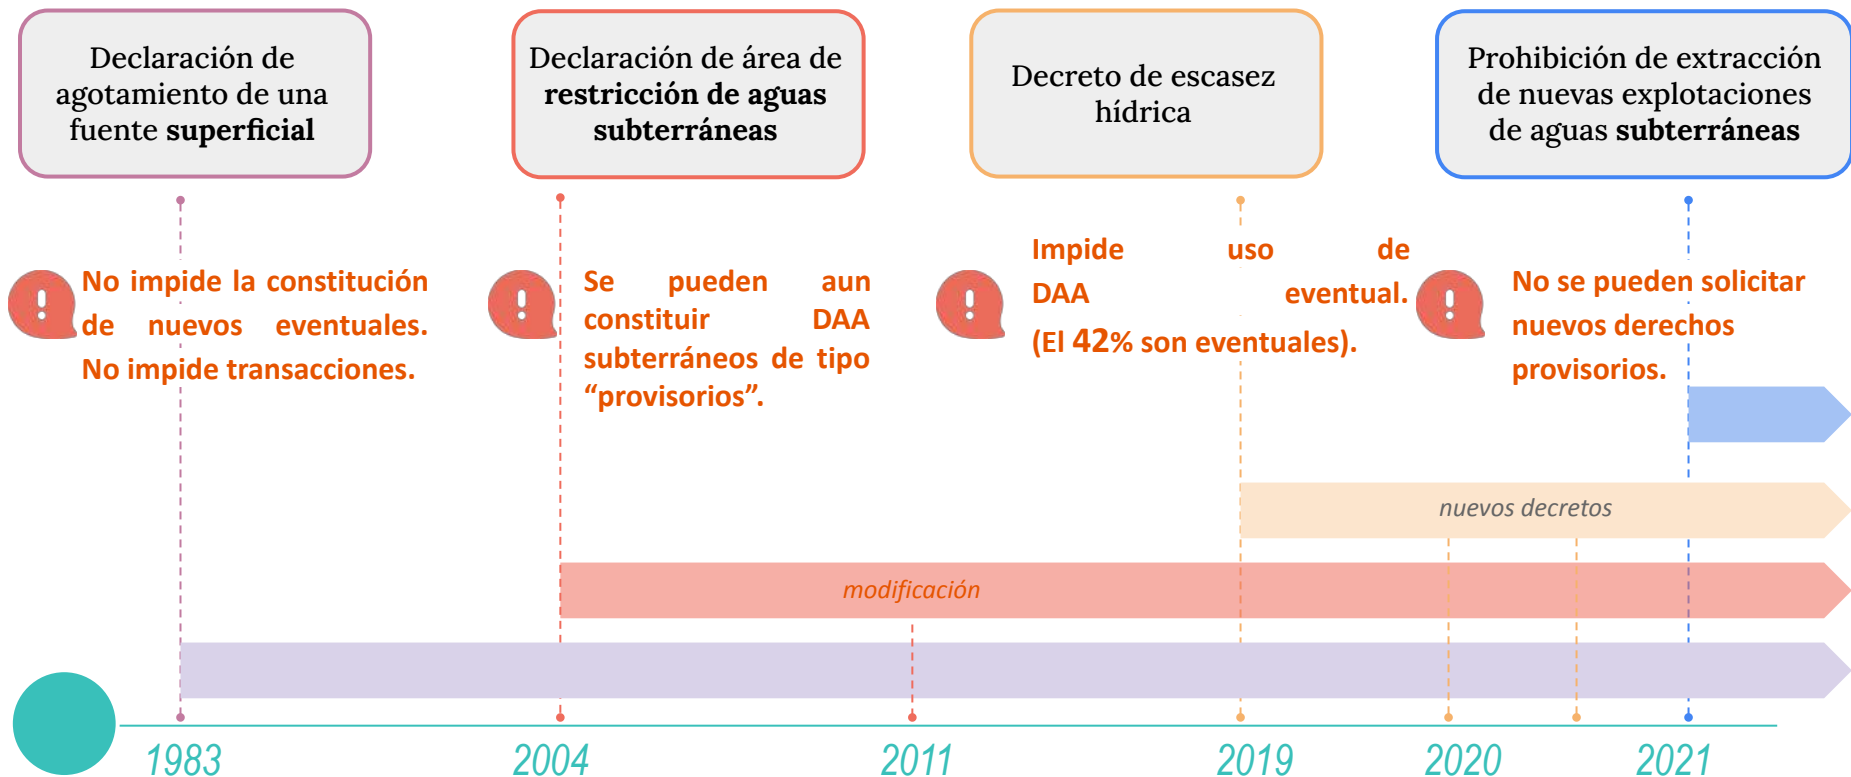 Declaración de
agotamiento de una
fuente superficial
Declaración de área de
restricción de aguas
subterráneas
Decreto de escasez
hídrica
Prohibición de extracción
de nuevas explotaciones
de aguas subterráneas
No impide la constitución
de nuevos eventuales.
No impide transacciones.
Se pueden aun
constituir DAA
subterráneos de tipo
“provisorios”.
Impide uso de
DAA eventual.
(El 42% son eventuales).
No se pueden solicitar
nuevos derechos
provisorios.
nuevos decretos
modificación
1983
2004
2011
2019
2020
2021